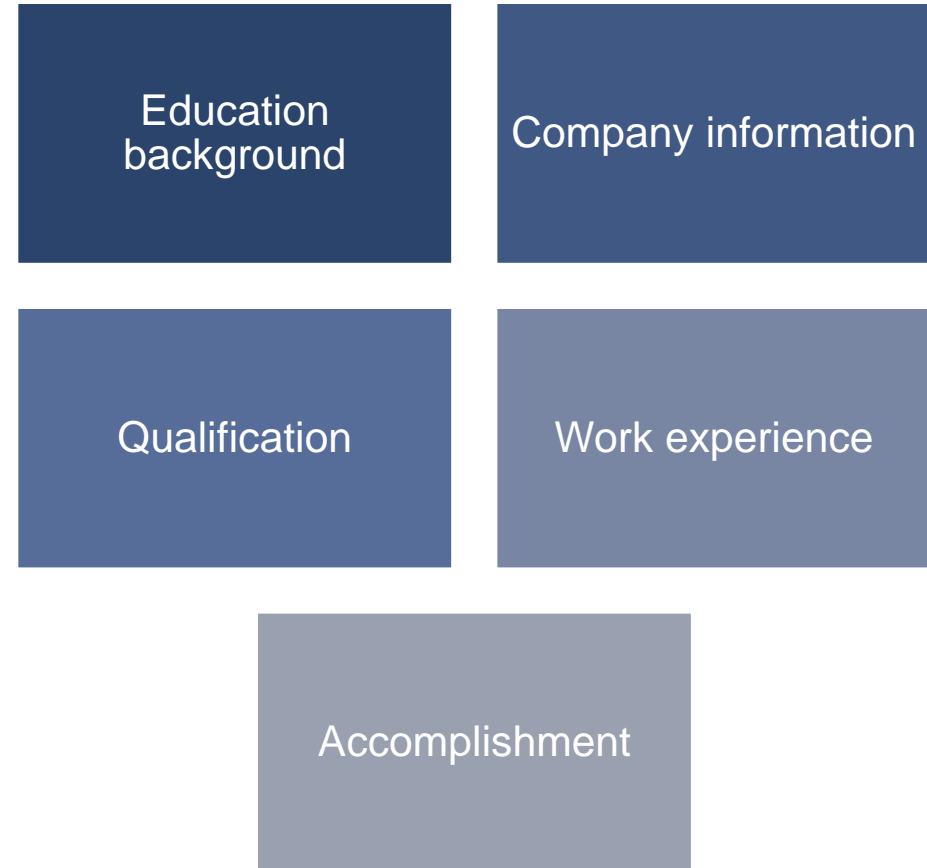 Education
background
Company information
Qualification
Work experience
Accomplishment